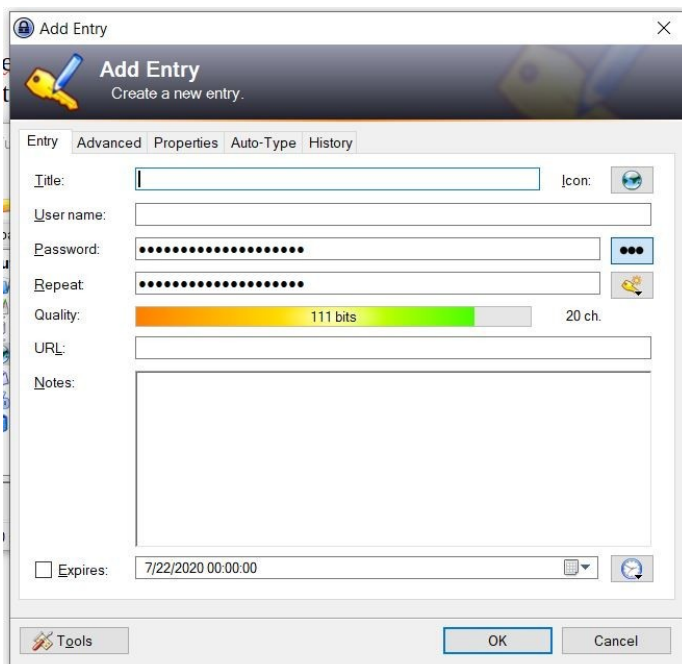 Add Entry
Add Entry
Create a new entry.
Entry Advanced Properties Auto-Type History
Title: Icon:
User name:
Password: ●●●●●●●●●●●●●●●●●●●● ●●●
Repeat: ●●●●●●●●●●●●●●●●●●●●
Quality: 111 bits 20 ch.
URL:
Notes:
Expires: 7/22/2020 00:00:00
Tools OK Cancel